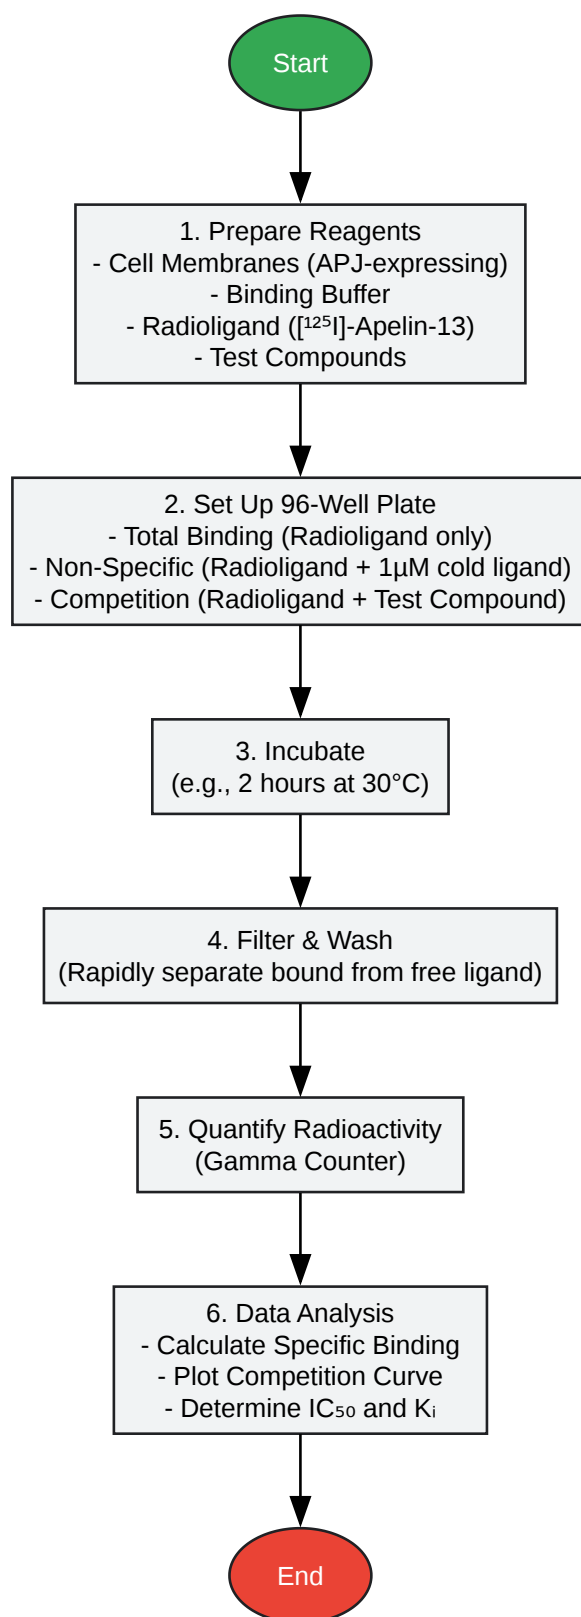 Start
1. Prepare Reagents
- Cell Membranes (APJ-expressing)
- Binding Buffer
- Radioligand ([¹²⁵I]-Apelin-13)
- Test Compounds
2. Set Up 96-Well Plate
- Total Binding (Radioligand only)
- Non-Specific (Radioligand + 1µM cold ligand)
- Competition (Radioligand + Test Compound)
3. Incubate
(e.g., 2 hours at 30°C)
4. Filter & Wash
(Rapidly separate bound from free ligand)
5. Quantify Radioactivity
(Gamma Counter)
6. Data Analysis
- Calculate Specific Binding
- Plot Competition Curve
- Determine IC₅₀ and Kᵢ
End